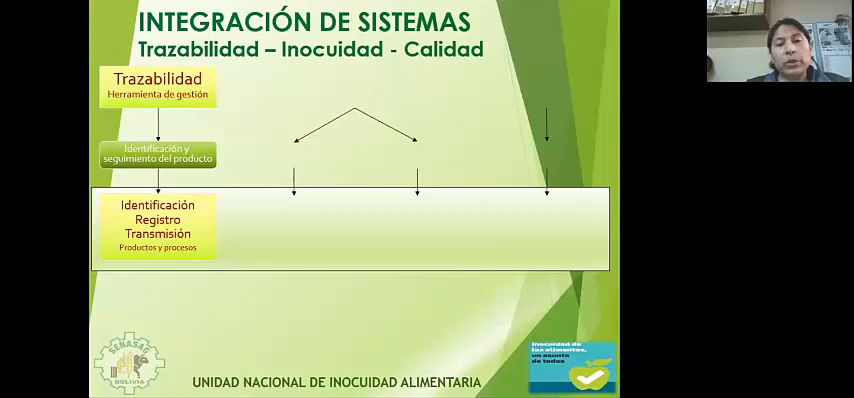 INTEGRACIÓN DE SISTEMAS
Trazabilidad – Inocuidad - Calidad
Trazabilidad
Herramienta de gestión
Identificación y
seguimiento del producto
Identificación
Registro
Transmisión
Productos y procesos
SENASAG
BOLIVIA
UNIDAD NACIONAL DE INOCUIDAD ALIMENTARIA
Inocuidad de
los alimentos,
un asunto
de todos